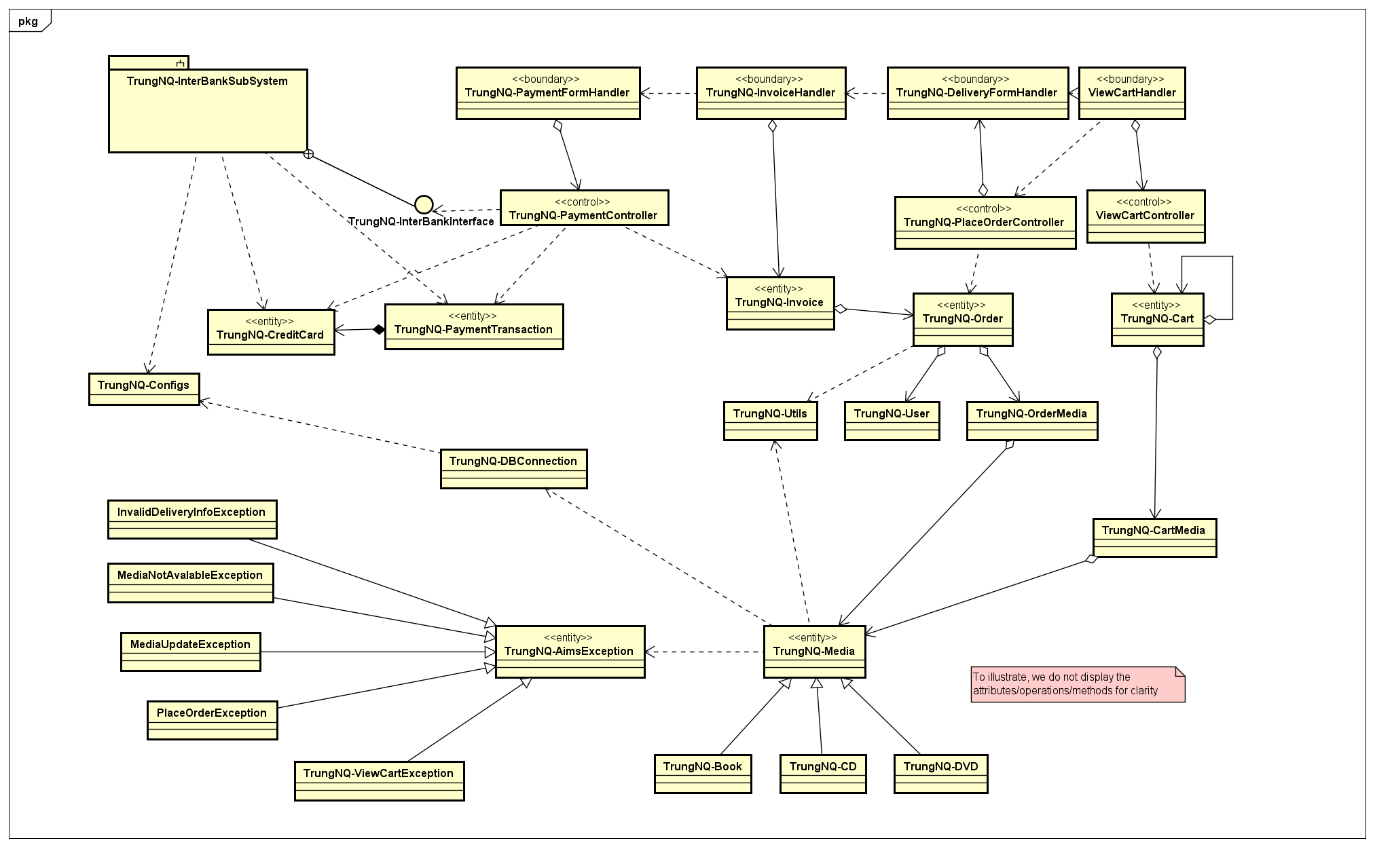 pkg
TrungNQ-InterBankSubSystem
<<boundary>>
TrungNQ-PaymentFormHandler
<<boundary>>
TrungNQ-InvoiceHandler
<<boundary>>
TrungNQ-DeliveryFormHandler
<<boundary>>
ViewCartHandler
TrungNQ-InterBankInterface
<<control>>
TrungNQ-PaymentController
<<control>>
TrungNQ-PlaceOrderController
<<control>>
ViewCartController
<<entity>>
TrungNQ-CreditCard
<<entity>>
TrungNQ-PaymentTransaction
<<entity>>
TrungNQ-Invoice
<<entity>>
TrungNQ-Order
<<entity>>
TrungNQ-Cart
TrungNQ-Configs
TrungNQ-Utils
TrungNQ-User
TrungNQ-OrderMedia
TrungNQ-DBConnection
InvalidDeliveryInfoException
TrungNQ-CartMedia
MediaNotAvalableException
MediaUpdateException
<<entity>>
TrungNQ-AimsException
<<entity>>
TrungNQ-Media
To illustrate, we do not display the
attributes/operations/methods for clarity
PlaceOrderException
TrungNQ-ViewCartException
TrungNQ-Book
TrungNQ-CD
TrungNQ-DVD